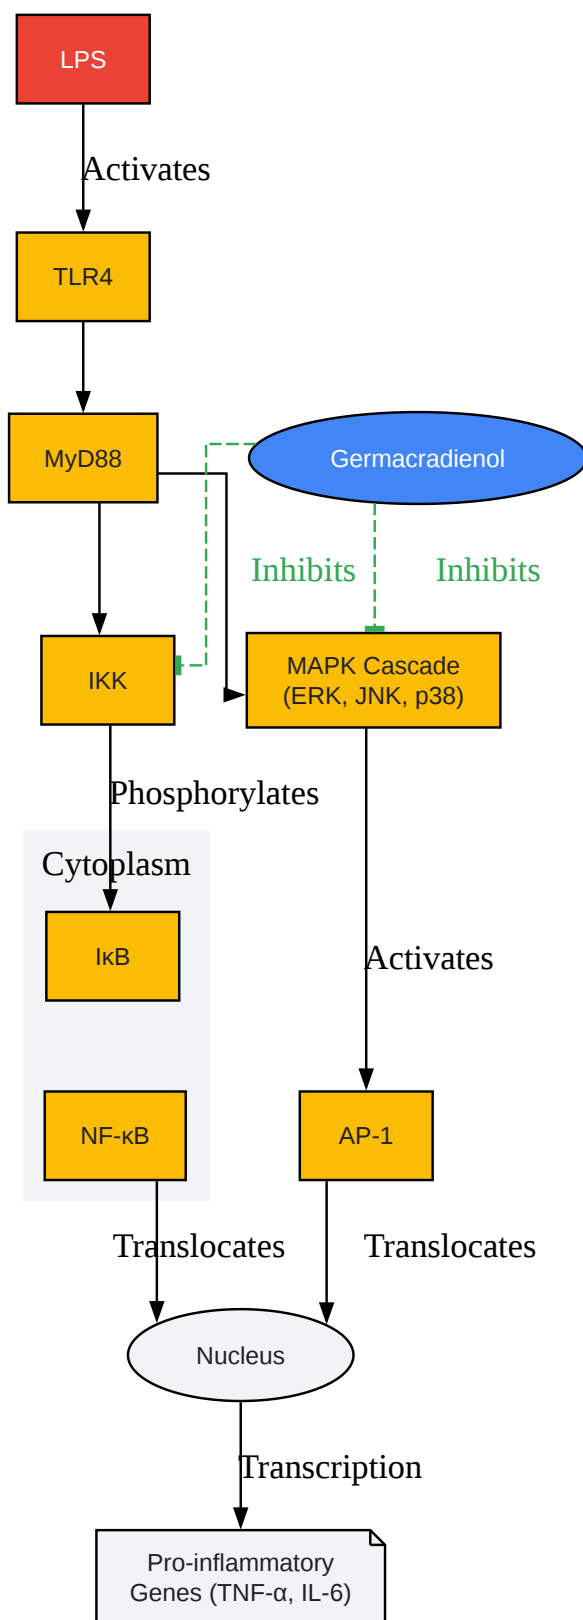 LPS
Activates
TLR4
MyD88
Germacradienol
Inhibits
Inhibits
IKK
MAPK Cascade
(ERK, JNK, p38)
Phosphorylates
Cytoplasm
IκB
Activates
NF-κB
AP-1
Translocates
Translocates
Nucleus
Transcription
Pro-inflammatory
Genes (TNF-α, IL-6)